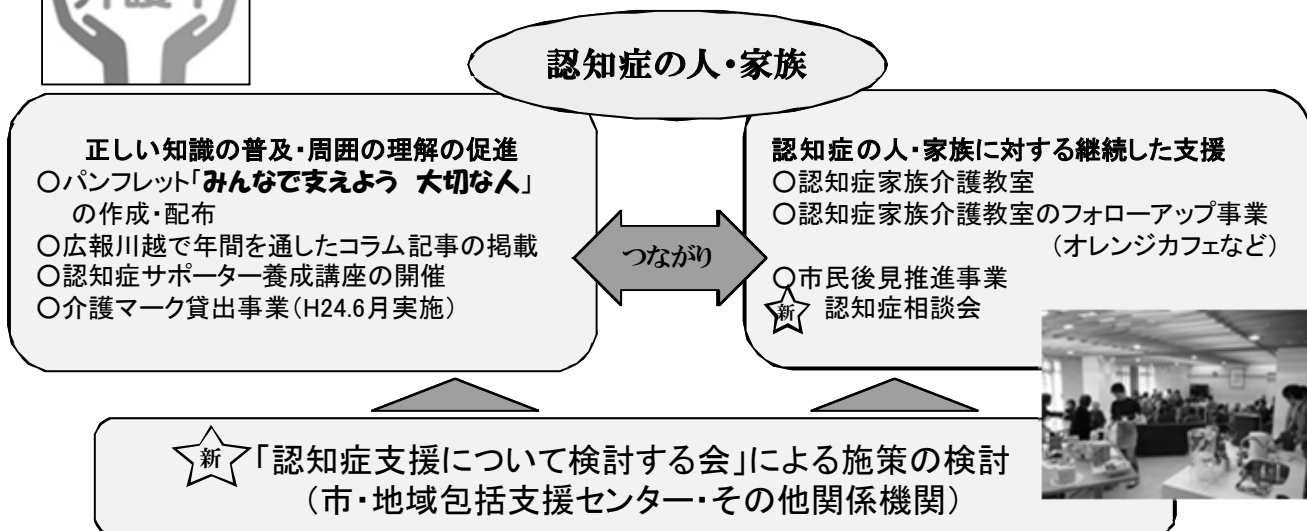 介護中
認知症の人・家族
正しい知識の普及・周囲の理解の促進
○パンフレット「みんなで支えよう 大切な人」
の作成・配布
○広報川越で年間を通したコラム記事の掲載
○認知症サポーター養成講座の開催
○介護マーク貸出事業(H24.6月実施)
つながり
認知症の人・家族に対する継続した支援
○認知症家族介護教室
○認知症家族介護教室のフォローアップ事業
(オレンジカフェなど)
○市民後見推進事業
新 認知症相談会
新「認知症支援について検討する会」による施策の検討
(市・地域包括支援センター・その他関係機関)